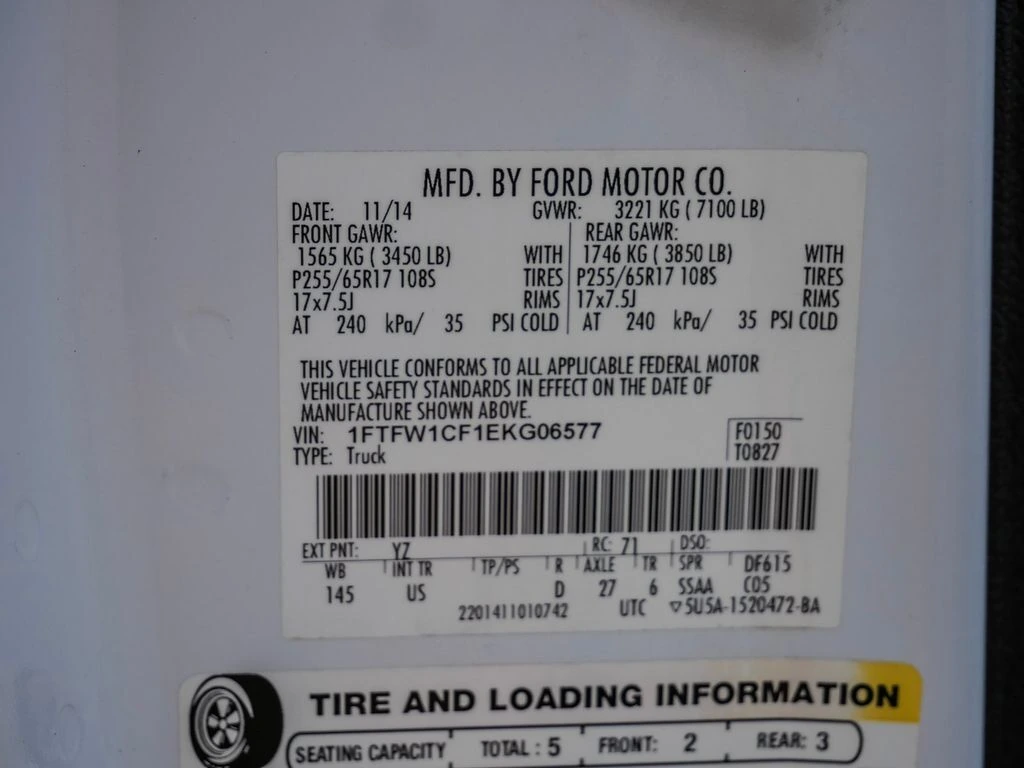 MFD. BY FORD MOTOR CO.
DATE: 11/14 GVWR: 3221 KG ( 7100 LB)
FRONT GAWR: REAR GAWR:
1565 KG ( 3450 LB) WITH 1746 KG ( 3850 LB) WITH
P255/65R17 108S TIRES P255/65R17 108S TIRES
17x7.5J RIMS 17x7.5J RIMS
AT 240 kPa/ 35 PSI COLD AT 240 kPa/ 35 PSI COLD
THIS VEHICLE CONFORMS TO ALL APPLICABLE FEDERAL MOTOR
VEHICLE SAFETY STANDARDS IN EFFECT ON THE DATE OF
MANUFACTURE SHOWN ABOVE.
VIN: 1FTFW1CF1EKG06577 F0150
TYPE: Truck T0827
EXT PNT: YZ RC: 71 DSO:
WB INT TR TP/PS R AXLE TR SPR DF615
145 US D 27 6 SSAA C05
2201411010742 UTC ▽5U5A-1520472-BA
TIRE AND LOADING INFORMATION
SEATING CAPACITY TOTAL : 5 FRONT: 2 REAR: 3